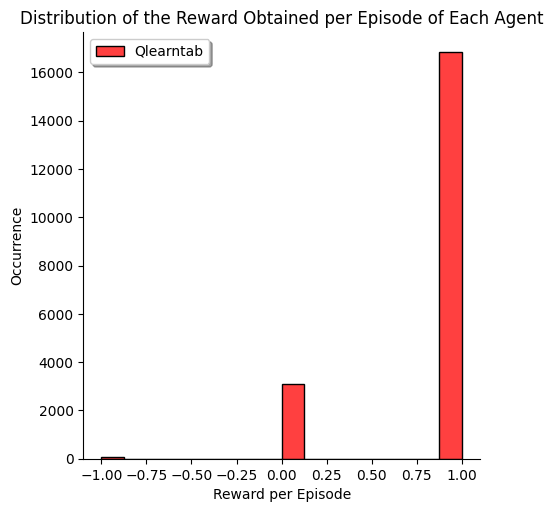 Distribution of the Reward Obtained per Episode of Each Agent
Qlearntab
16000
14000
12000
10000
8000
6000
4000
2000
0
Occurrence
−1.00 −0.75 −0.50 −0.25 0.00 0.25 0.50 0.75 1.00
Reward per Episode